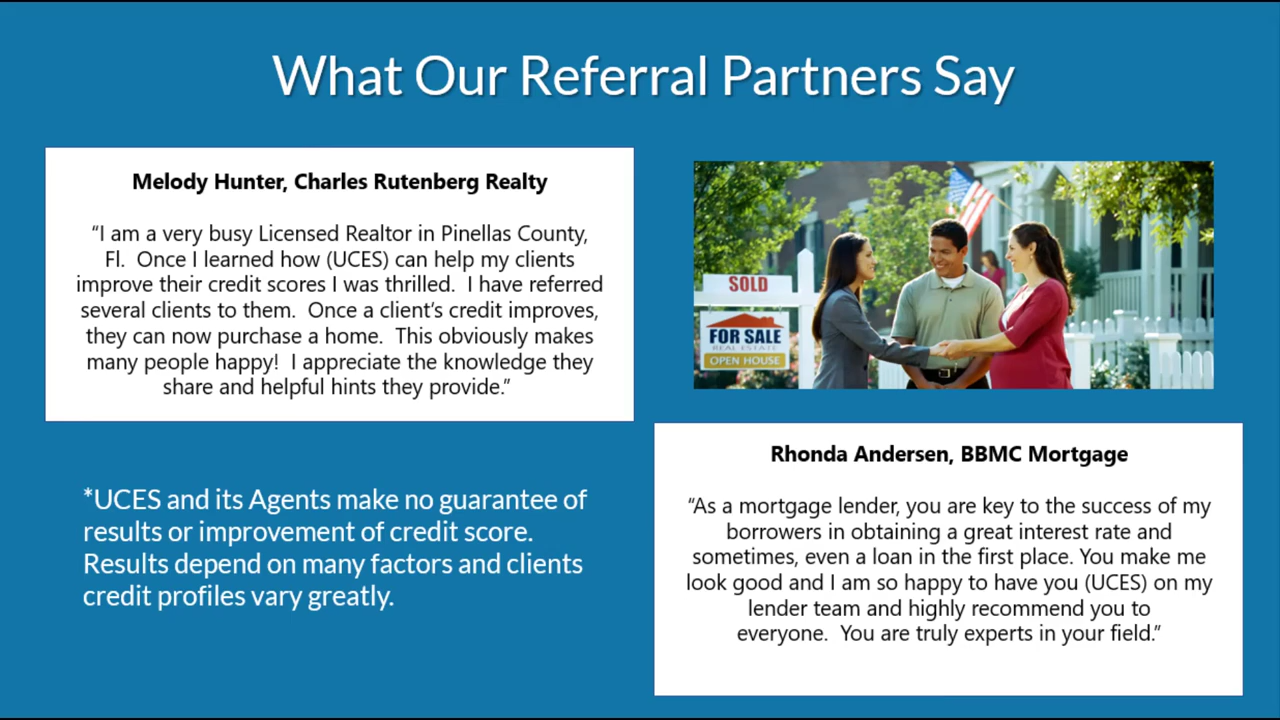 What Our Referral Partners Say
Melody Hunter, Charles Rutenberg Realty
“I am a very busy Licensed Realtor in Pinellas County,
Fl.  Once I learned how (UCES) can help my clients
improve their credit scores I was thrilled.  I have referred
several clients to them.  Once a client’s credit improves,
they can now purchase a home.  This obviously makes
many people happy!  I appreciate the knowledge they
share and helpful hints they provide.”
SOLD
FOR SALE
REAL ESTATE
OPEN HOUSE
*UCES and its Agents make no guarantee of
results or improvement of credit score.
Results depend on many factors and clients
credit profiles vary greatly.
Rhonda Andersen, BBMC Mortgage
“As a mortgage lender, you are key to the success of my
borrowers in obtaining a great interest rate and
sometimes, even a loan in the first place. You make me
look good and I am so happy to have you (UCES) on my
lender team and highly recommend you to
everyone.  You are truly experts in your field.”